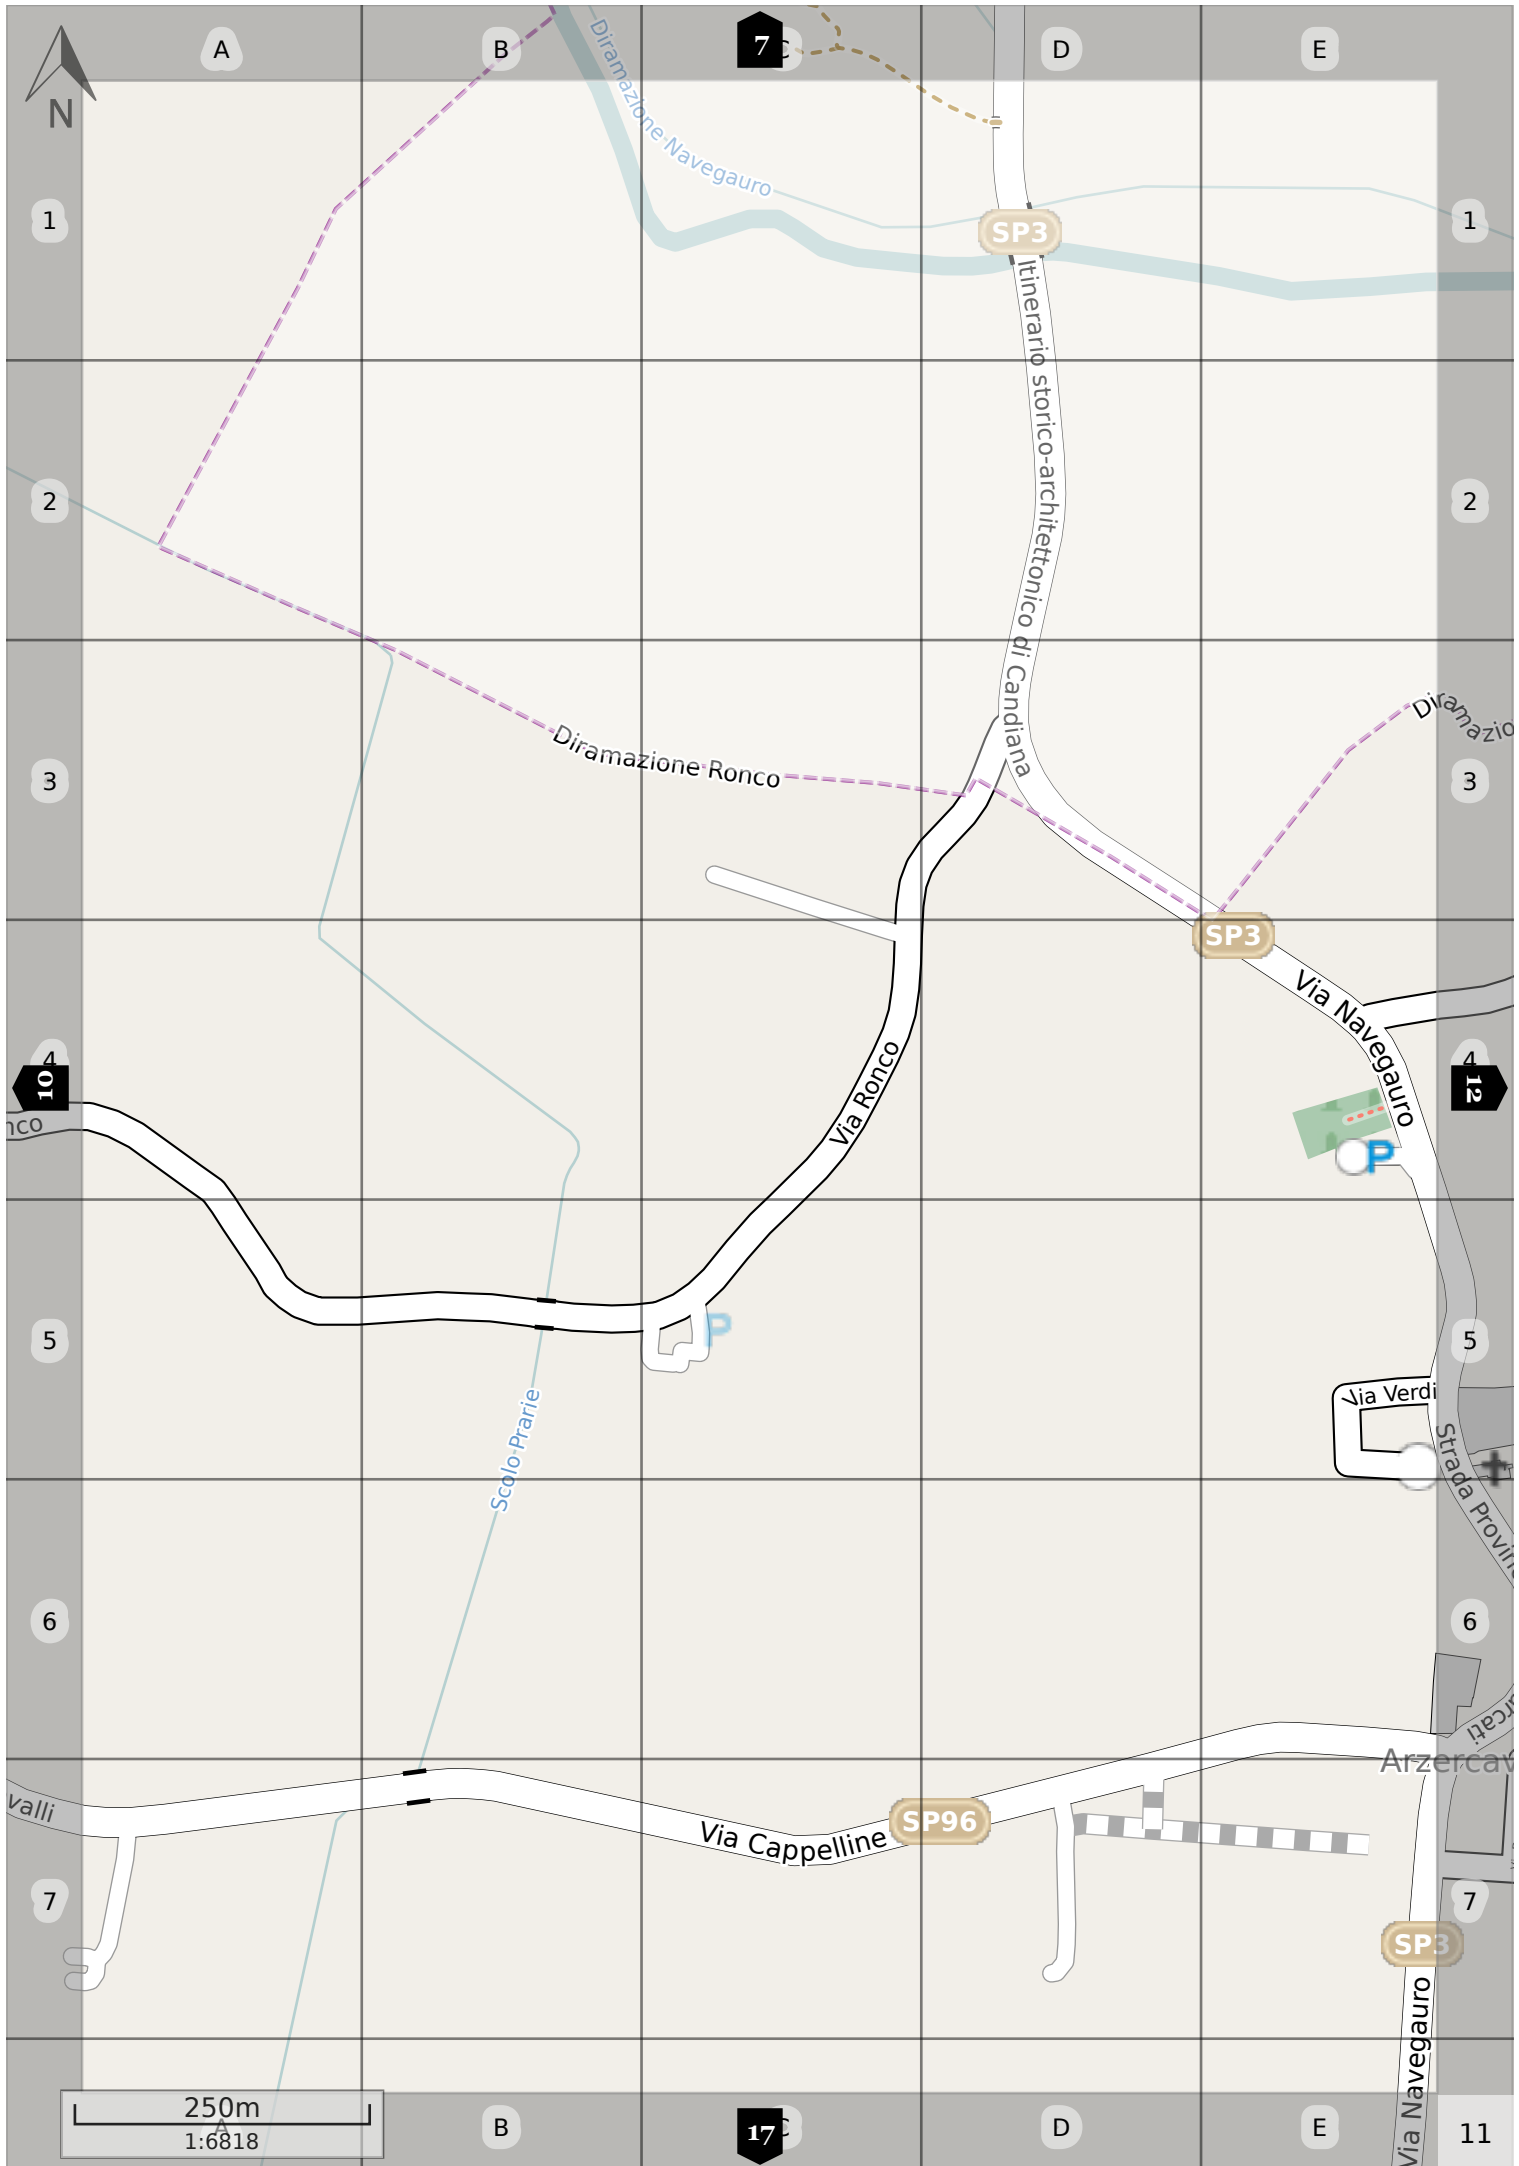 A
B
7
C
D
E
N
Diramazione Navegauro
1
SP3
1
Itinerario storico-architettonico di Candiana
2
2
Diramazione Ronco
Diramazio
3
3
SP3
Via Navegauro
4
10
4
12
nco
Via Ronco
P
5
P
5
Via Verdi
Scolo Prarie
Strada Provin
6
6
Arzercav
valli
SP96
Via Cappelline
7
7
SP3
Via Navegauro
250m
1:6818
A
B
17
C
D
E
11